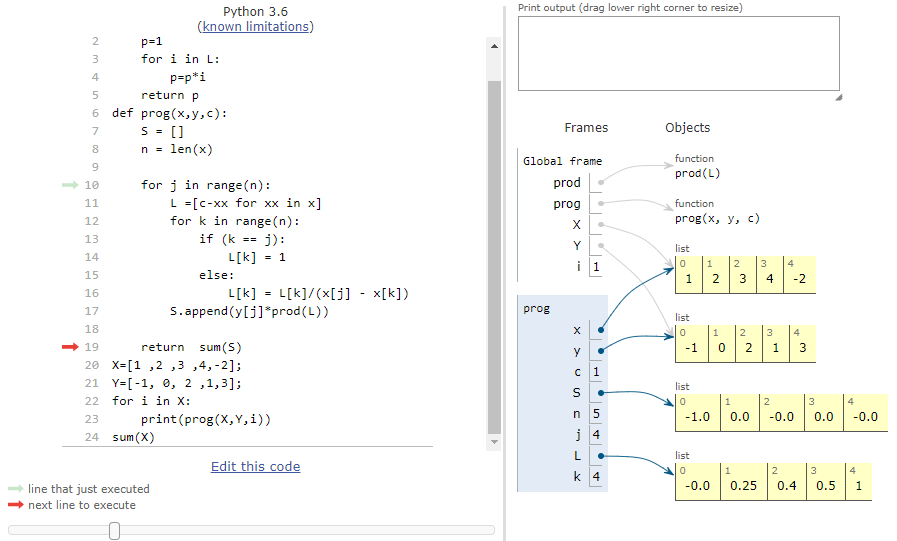 Python 3.6
(known limitations)
2 p=1
3 for i in L:
4 p=p*i
5 return p
6 def prog(x,y,c):
7 S = []
8 n = len(x)
9
10 for j in range(n):
11 L =[c-xx for xx in x]
12 for k in range(n):
13 if (k == j):
14 L[k] = 1
15 else:
16 L[k] = L[k]/(x[j] - x[k])
17 S.append(y[j]*prod(L))
18
19 return  sum(S)
20 X=[1 ,2 ,3 ,4,-2];
21 Y=[-1, 0, 2 ,1,3];
22 for i in X:
23 print(prog(X,Y,i))
24 sum(X)
Edit this code
line that just executed
next line to execute
Print output (drag lower right corner to resize)
Frames
Objects
Global frame
prod
prog
X
Y
i 1
function
prod(L)
function
prog(x, y, c)
list
0 1 2 3 4
1 2 3 4 -2
prog
x
y
c 1
S
n 5
j 4
L
k 4
list
0 1 2 3 4
-1 0 2 1 3
list
0 1 2 3 4
-1.0 0.0 -0.0 0.0 -0.0
list
0 1 2 3 4
-0.0 0.25 0.4 0.5 1